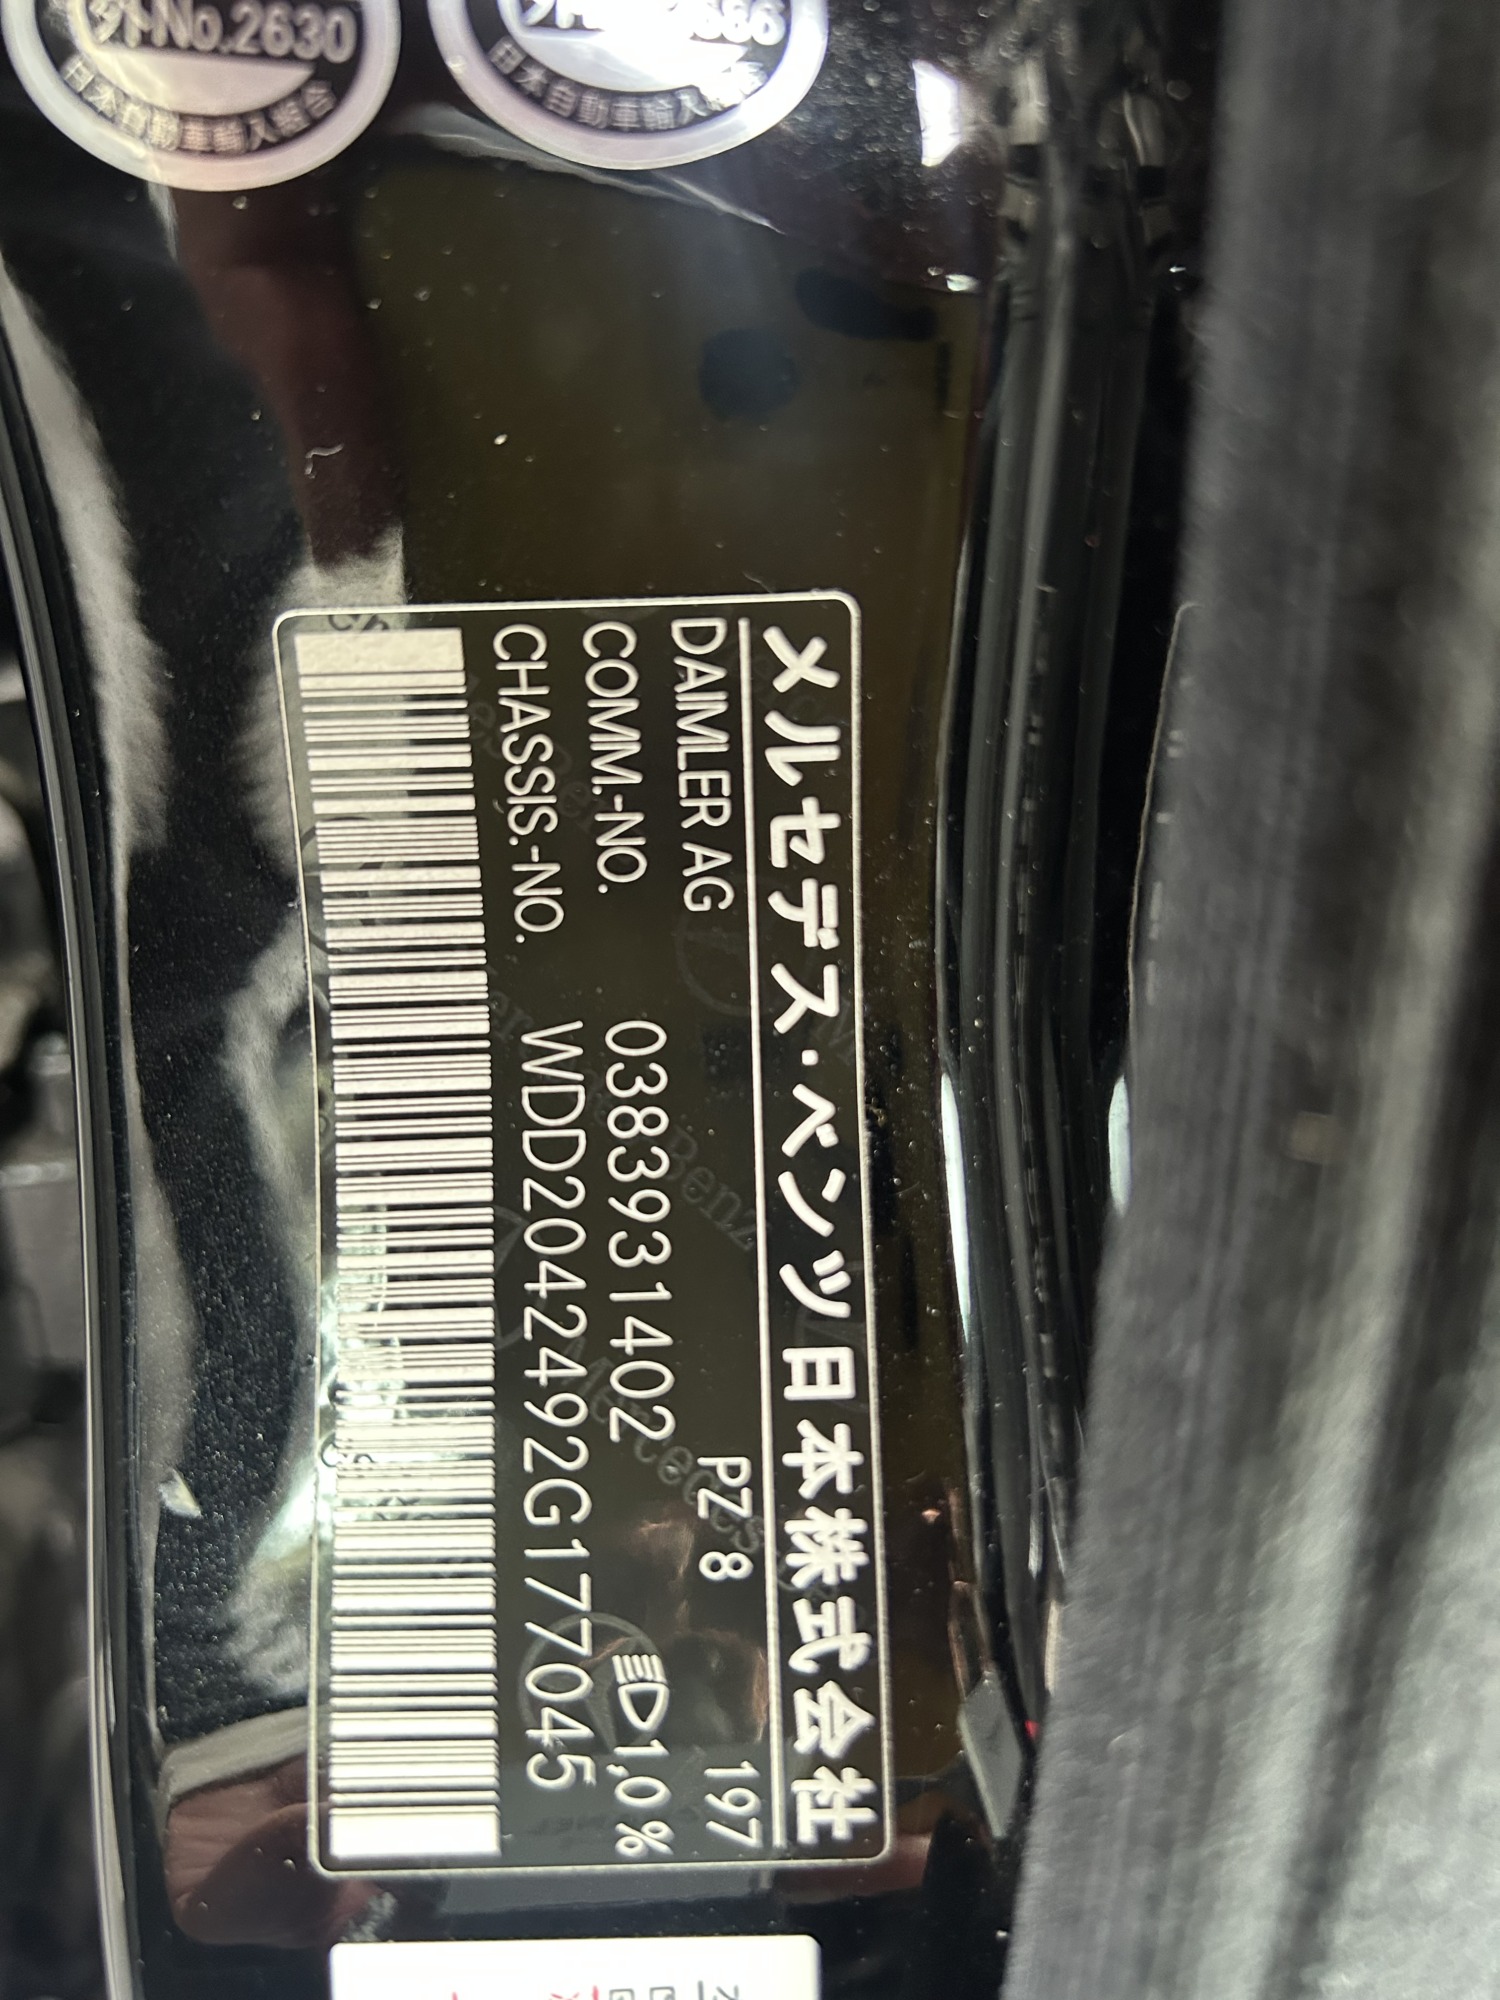 外No.2630
日本自動車輸入組合
日本自動車輸入組合
メルセデス・ベンツ日本株式会社
DAIMLER AG PZ 8 197
COMM.-NO. 0383931402 1,0 %
CHASSIS.-NO. WDD2042492G177045